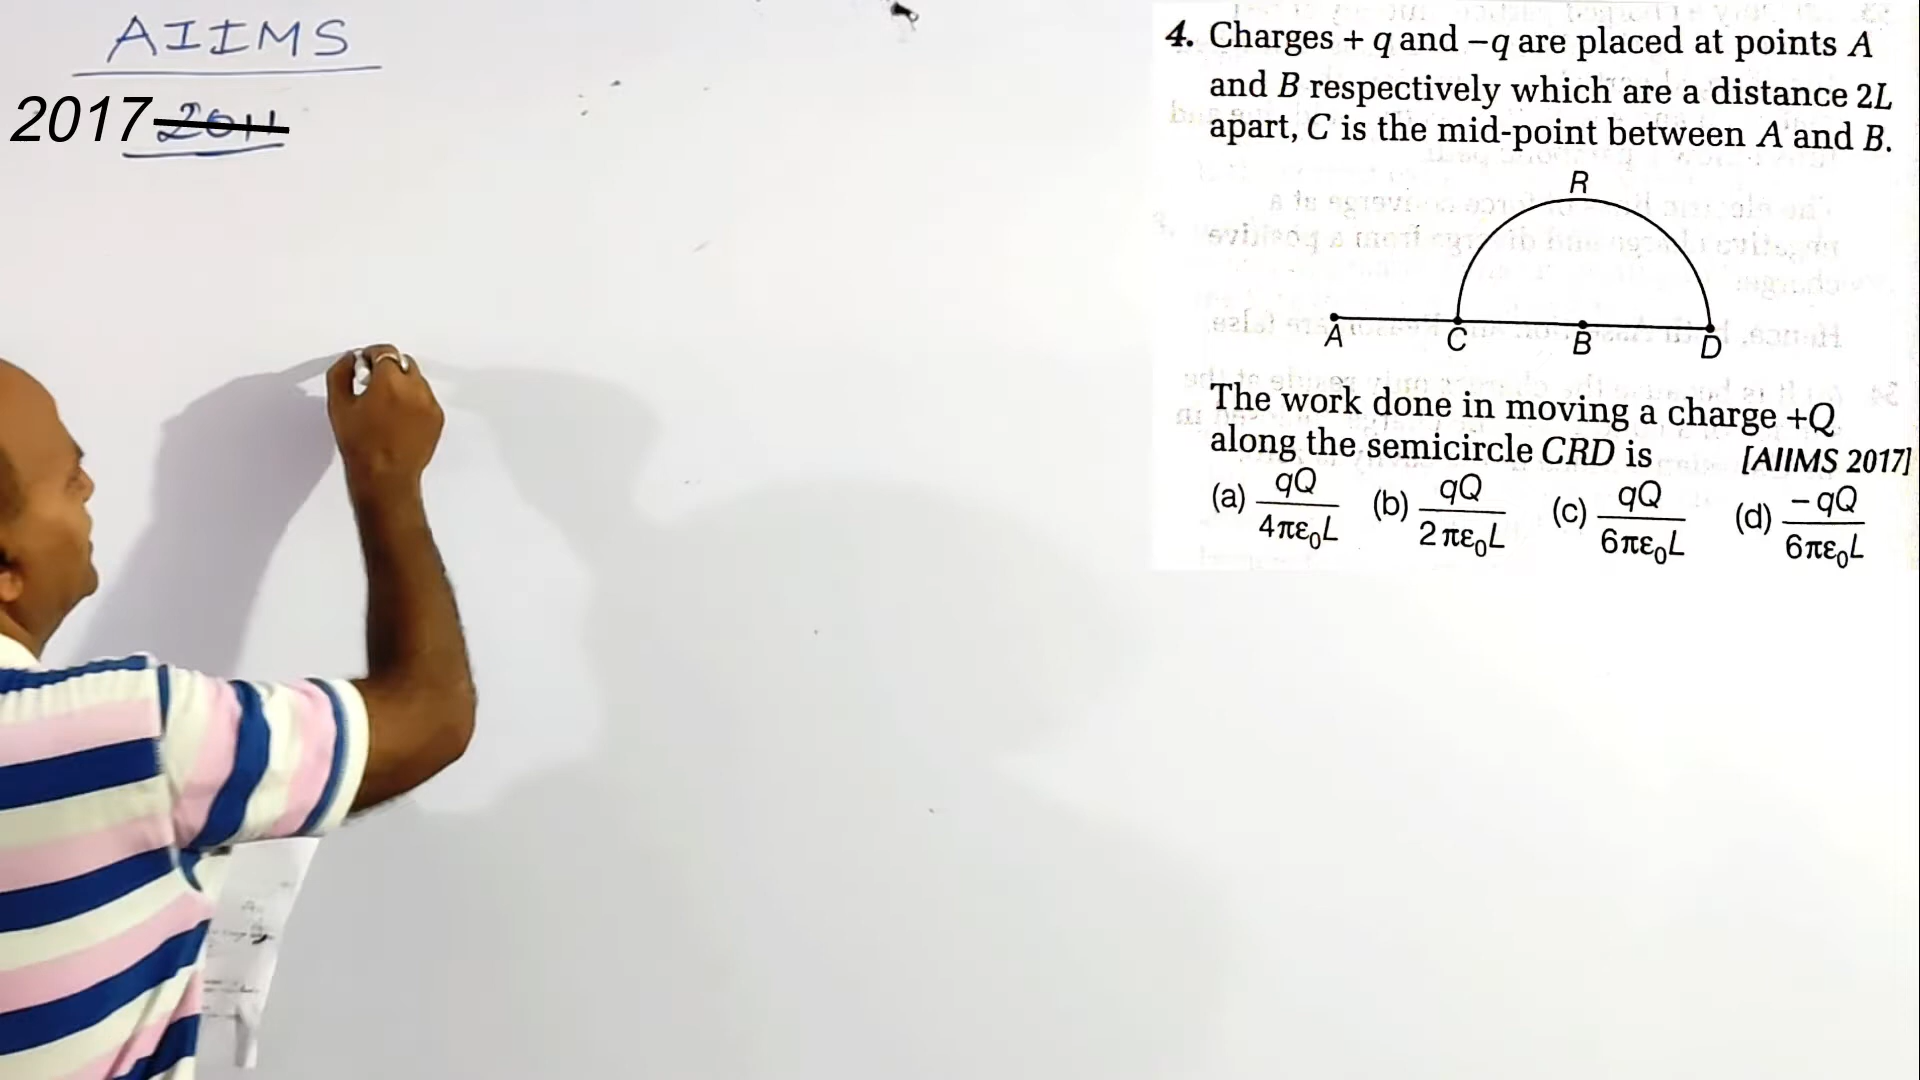 AIIMS
2017 2011
4. Charges + q and –q are placed at points A
and B respectively which are a distance 2L
apart, C is the mid-point between A and B.
R
A C B D
The work done in moving a charge +Q
along the semicircle CRD is [AIIMS 2017]
(a) qQ/4πε₀L (b) qQ/2πε₀L (c) qQ/6πε₀L (d) –qQ/6πε₀L